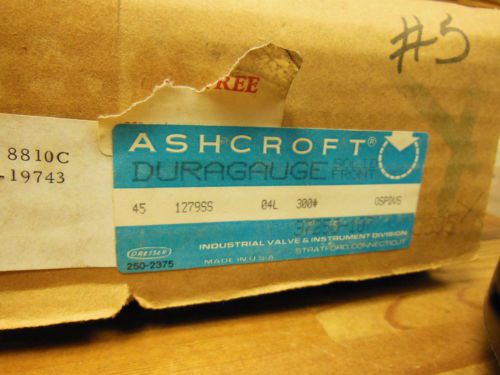 #5
REE
8810C
-19743
ASHCROFT®
DURAGAUGE SOLID FRONT
45 1279SS 04L 300# OSPDVS
INDUSTRIAL VALVE & INSTRUMENT DIVISION
DRESSER STRATFORD, CONNECTICUT
250-2375 MADE IN U.S.A.